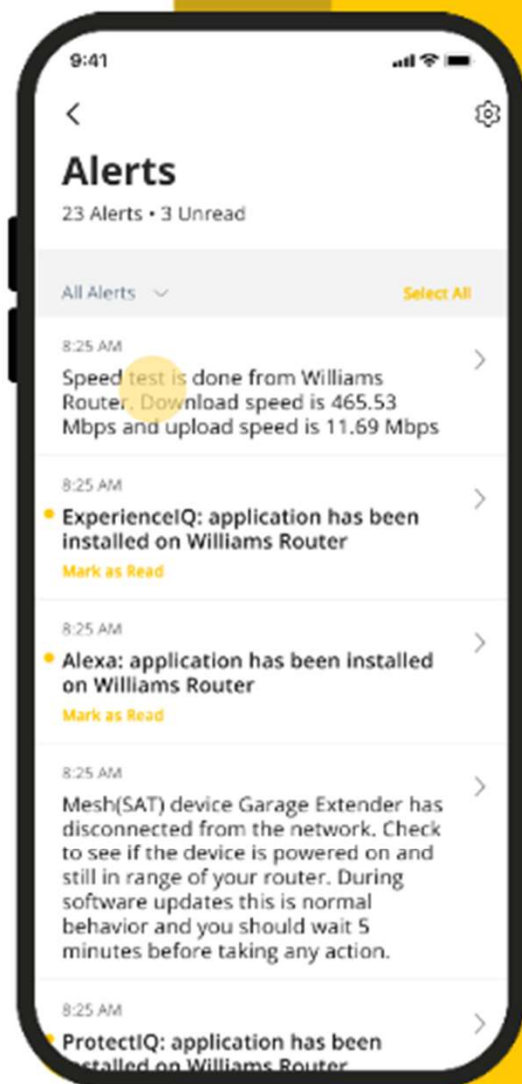 9:41
Alerts
23 Alerts • 3 Unread
All Alerts
Select All
8:25 AM
Speed test is done from Williams
Router. Download speed is 465.53
Mbps and upload speed is 11.69 Mbps
8:25 AM
ExperienceIQ: application has been
installed on Williams Router
Mark as Read
8:25 AM
Alexa: application has been installed
on Williams Router
Mark as Read
8:25 AM
Mesh(SAT) device Garage Extender has
disconnected from the network. Check
to see if the device is powered on and
still in range of your router. During
software updates this is normal
behavior and you should wait 5
minutes before taking any action.
8:25 AM
ProtectIQ: application has been
installed on Williams Router